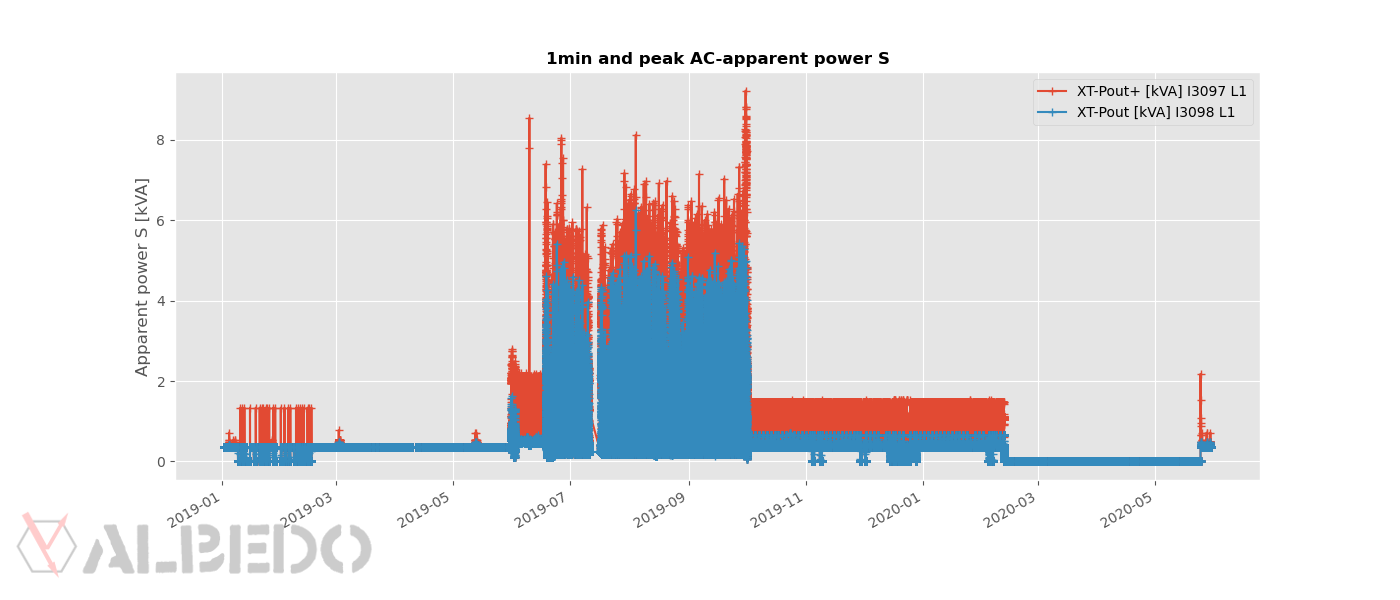 1min and peak AC-apparent power S
XT-Pout+ [kVA] I3097 L1
XT-Pout [kVA] I3098 L1
Apparent power S [kVA]
8
6
4
2
0
2019-01
2019-03
2019-05
2019-07
2019-09
2019-11
2020-01
2020-03
2020-05
ALBEDO